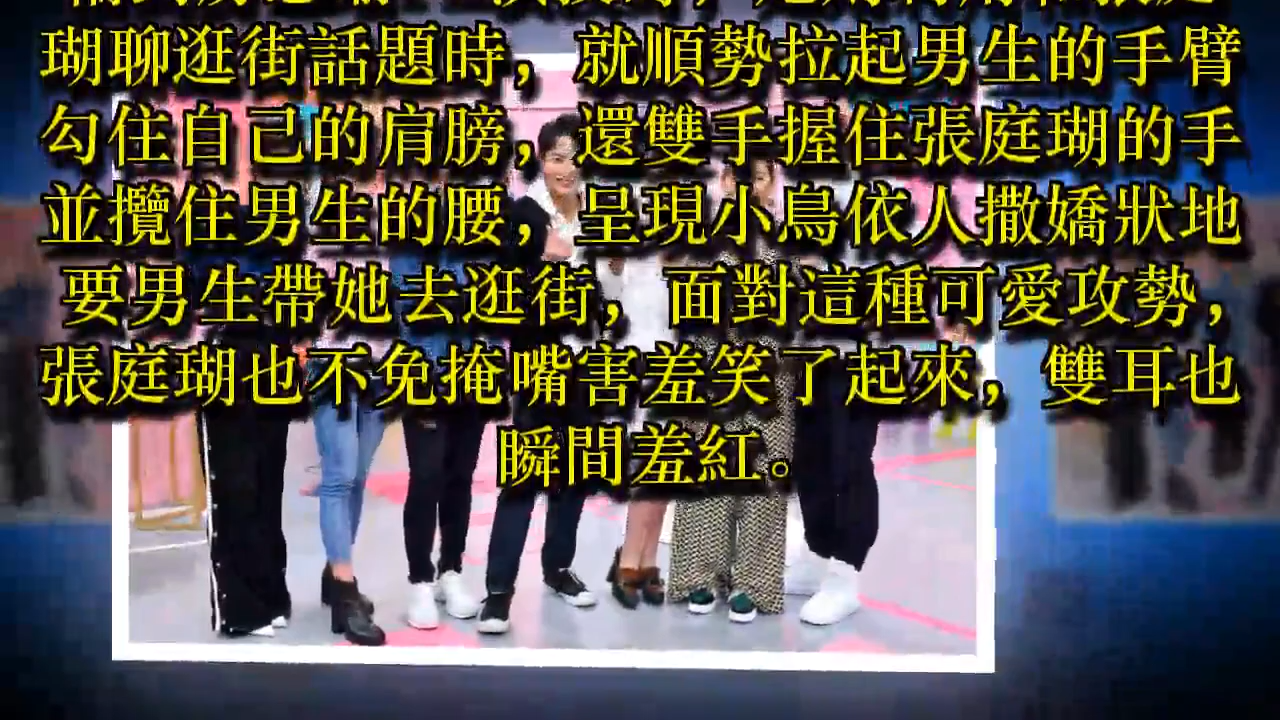 瑚聊逛街話題時，就順勢拉起男生的手臂
勾住自己的肩膀，還雙手握住張庭瑚的手
並攬住男生的腰，呈現小鳥依人撒嬌狀地
要男生帶她去逛街，面對這種可愛攻勢，
張庭瑚也不免掩嘴害羞笑了起來，雙耳也
瞬間羞紅。